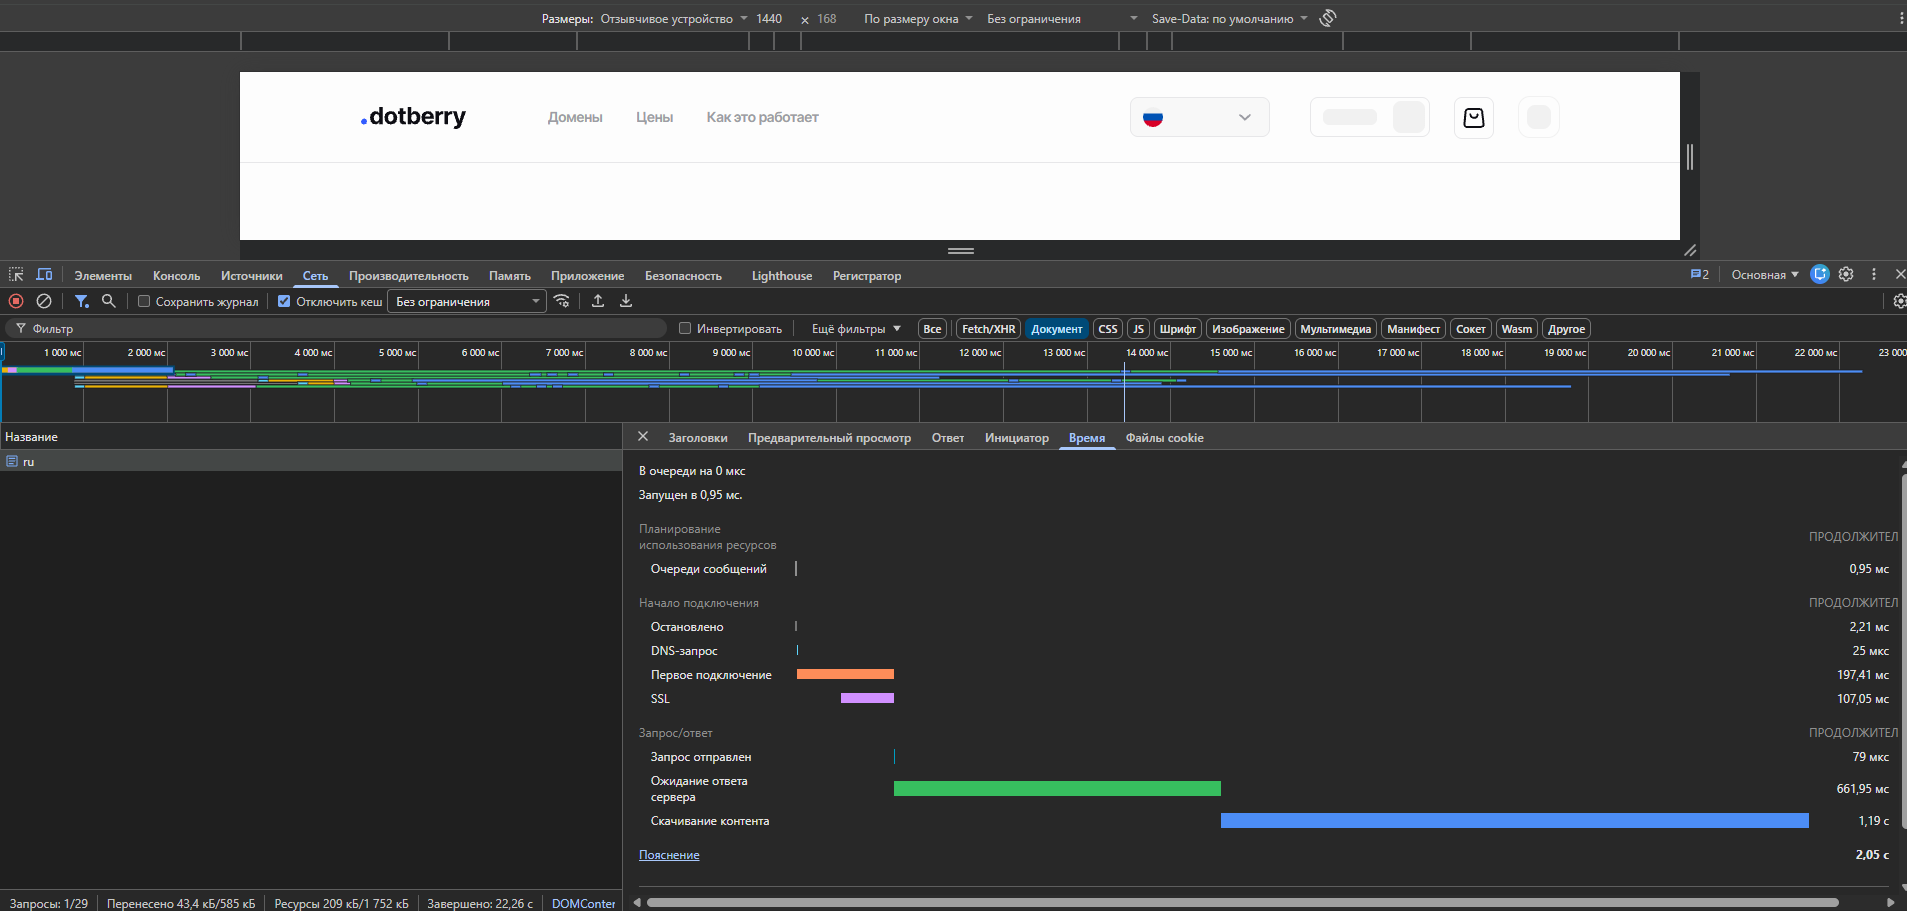 Размеры: Отзывчивое устройство 1440 × 168 По размеру окна Без ограничения Save-Data: по умолчанию
.dotberry Домены Цены Как это работает
Элементы Консоль Источники Сеть Производительность Память Приложение Безопасность Lighthouse Регистратор 2 Основная
Сохранить журнал Отключить кеш Без ограничения
Фильтр Инвертировать Ещё фильтры Все Fetch/XHR Документ CSS JS Шрифт Изображение Мультимедиа Манифест Сокет Wasm Другое
1 000 мс 2 000 мс 3 000 мс 4 000 мс 5 000 мс 6 000 мс 7 000 мс 8 000 мс 9 000 мс 10 000 мс 11 000 мс 12 000 мс 13 000 мс 14 000 мс 15 000 мс 16 000 мс 17 000 мс 18 000 мс 19 000 мс 20 000 мс 21 000 мс 22 000 мс 23 000
Название
ru
Заголовки Предварительный просмотр Ответ Инициатор Время Файлы cookie
В очереди на 0 мкс
Запущен в 0,95 мс.
Планирование
использования ресурсов ПРОДОЛЖИТЕЛ
Очереди сообщений 0,95 мс
Начало подключения ПРОДОЛЖИТЕЛ
Остановлено 2,21 мс
DNS-запрос 25 мкс
Первое подключение 197,41 мс
SSL 107,05 мс
Запрос/ответ ПРОДОЛЖИТЕЛ
Запрос отправлен 79 мкс
Ожидание ответа
сервера 661,95 мс
Скачивание контента 1,19 с
Пояснение 2,05 с
Запросы: 1/29 Перенесено 43,4 кБ/585 кБ Ресурсы 209 кБ/1 752 кБ Завершено: 22,26 с DOMConter